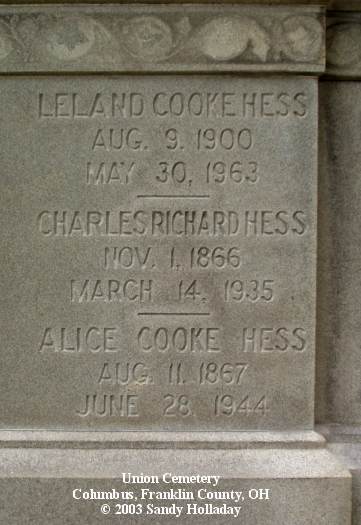 LELAND COOKE HESS
AUG. 9. 1900
MAY 30, 1963
CHARLES RICHARD HESS
NOV. 1, 1866
MARCH 14, 1935
ALICE COOKE HESS
AUG. 11. 1867
JUNE 28, 1944
Union Cemetery
Columbus, Franklin County, OH
© 2003 Sandy Holladay